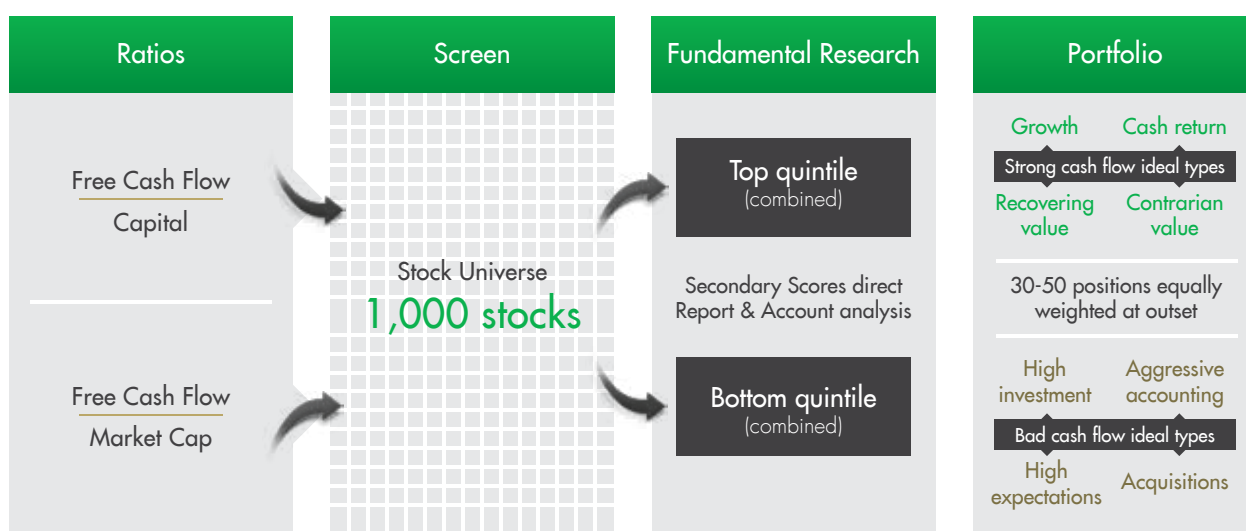 Ratios
Free Cash Flow
Capital
Free Cash Flow
Market Cap
Screen
Stock Universe
1,000 stocks
Fundamental Research
Top quintile
(combined)
Secondary Scores direct
Report & Account analysis
Bottom quintile
(combined)
Portfolio
Growth
Cash return
Strong cash flow ideal types
Recovering
value
Contrarian
value
30-50 positions equally
weighted at outset
High
investment
Aggressive
accounting
Bad cash flow ideal types
High
expectations
Acquisitions